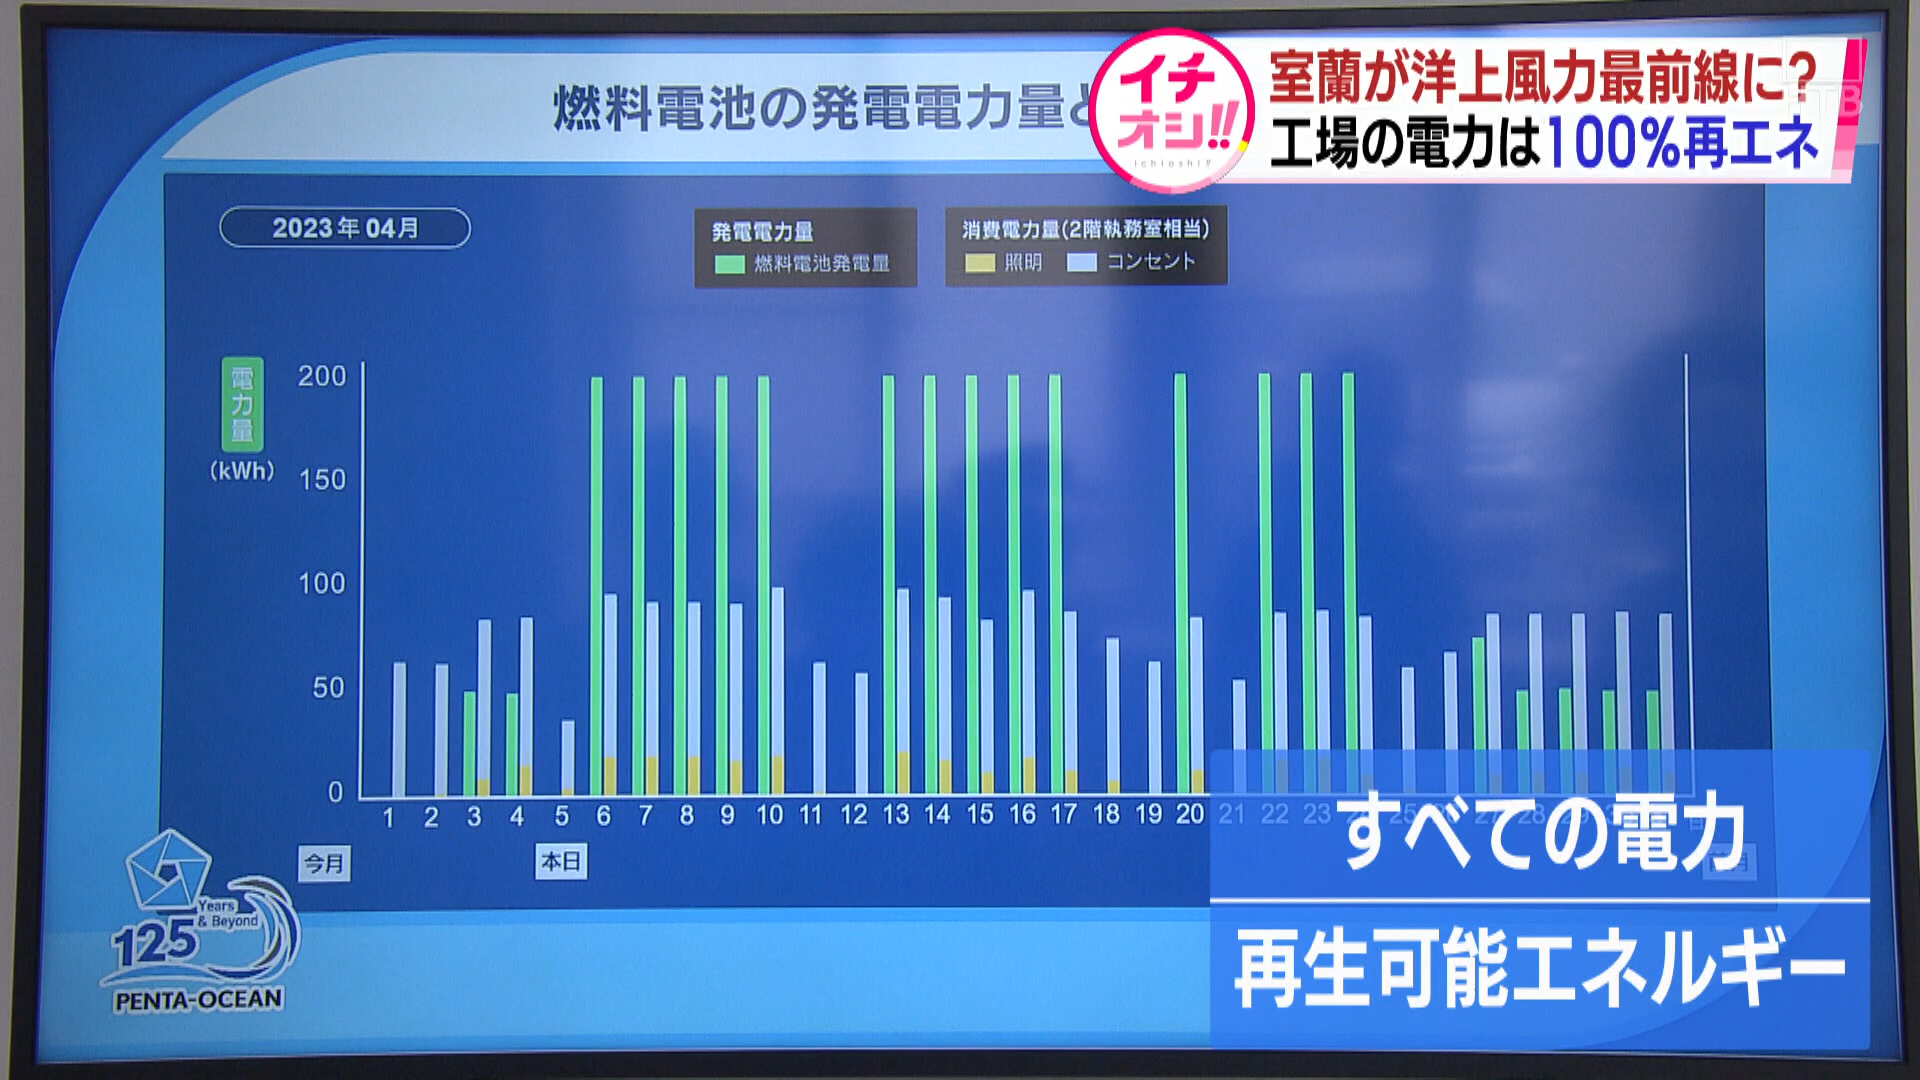 燃料電池の発電電力量と
イチ
オシ!!
ichioshi!!
室蘭が洋上風力最前線に?
工場の電力は100%再エネ
HTB
2023年04月
発電電力量
燃料電池発電量
消費電力量(2階執務室相当)
照明 コンセント
電力量
(kWh)
200
150
100
50
0
1 2 3 4 5 6 7 8 9 10 11 12 13 14 15 16 17 18 19 20 21 22 23 24 25 26 27 28 29
今月
本日
すべての電力
再生可能エネルギー
125 Years & Beyond
PENTA-OCEAN